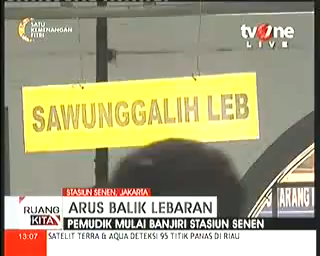 SATU
KEMENANGAN
FITRI
tvOne
LIVE
SAWUNGGALIH LEB
ARANG
STASIUN SENEN, JAKARTA
RUANG
KITA
ARUS BALIK LEBARAN
PEMUDIK MULAI BANJIRI STASIUN SENEN
13:07
SATELIT TERRA & AQUA DETEKSI 95 TITIK PANAS DI RIAU